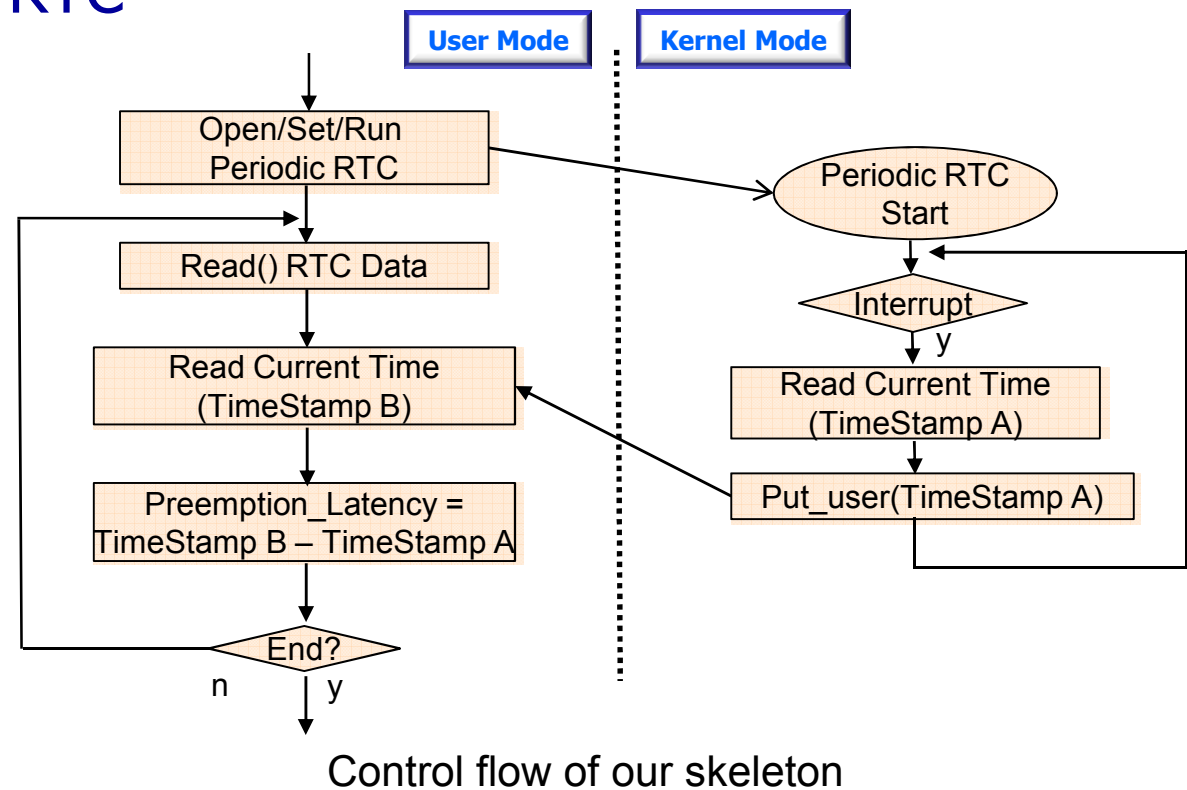 RTC
User Mode
Kernel Mode
Open/Set/Run
Periodic RTC
Read() RTC Data
Read Current Time
(TimeStamp B)
Preemption_Latency =
TimeStamp B – TimeStamp A
End?
n
y
Periodic RTC
Start
Interrupt
y
Read Current Time
(TimeStamp A)
Put_user(TimeStamp A)
Control flow of our skeleton